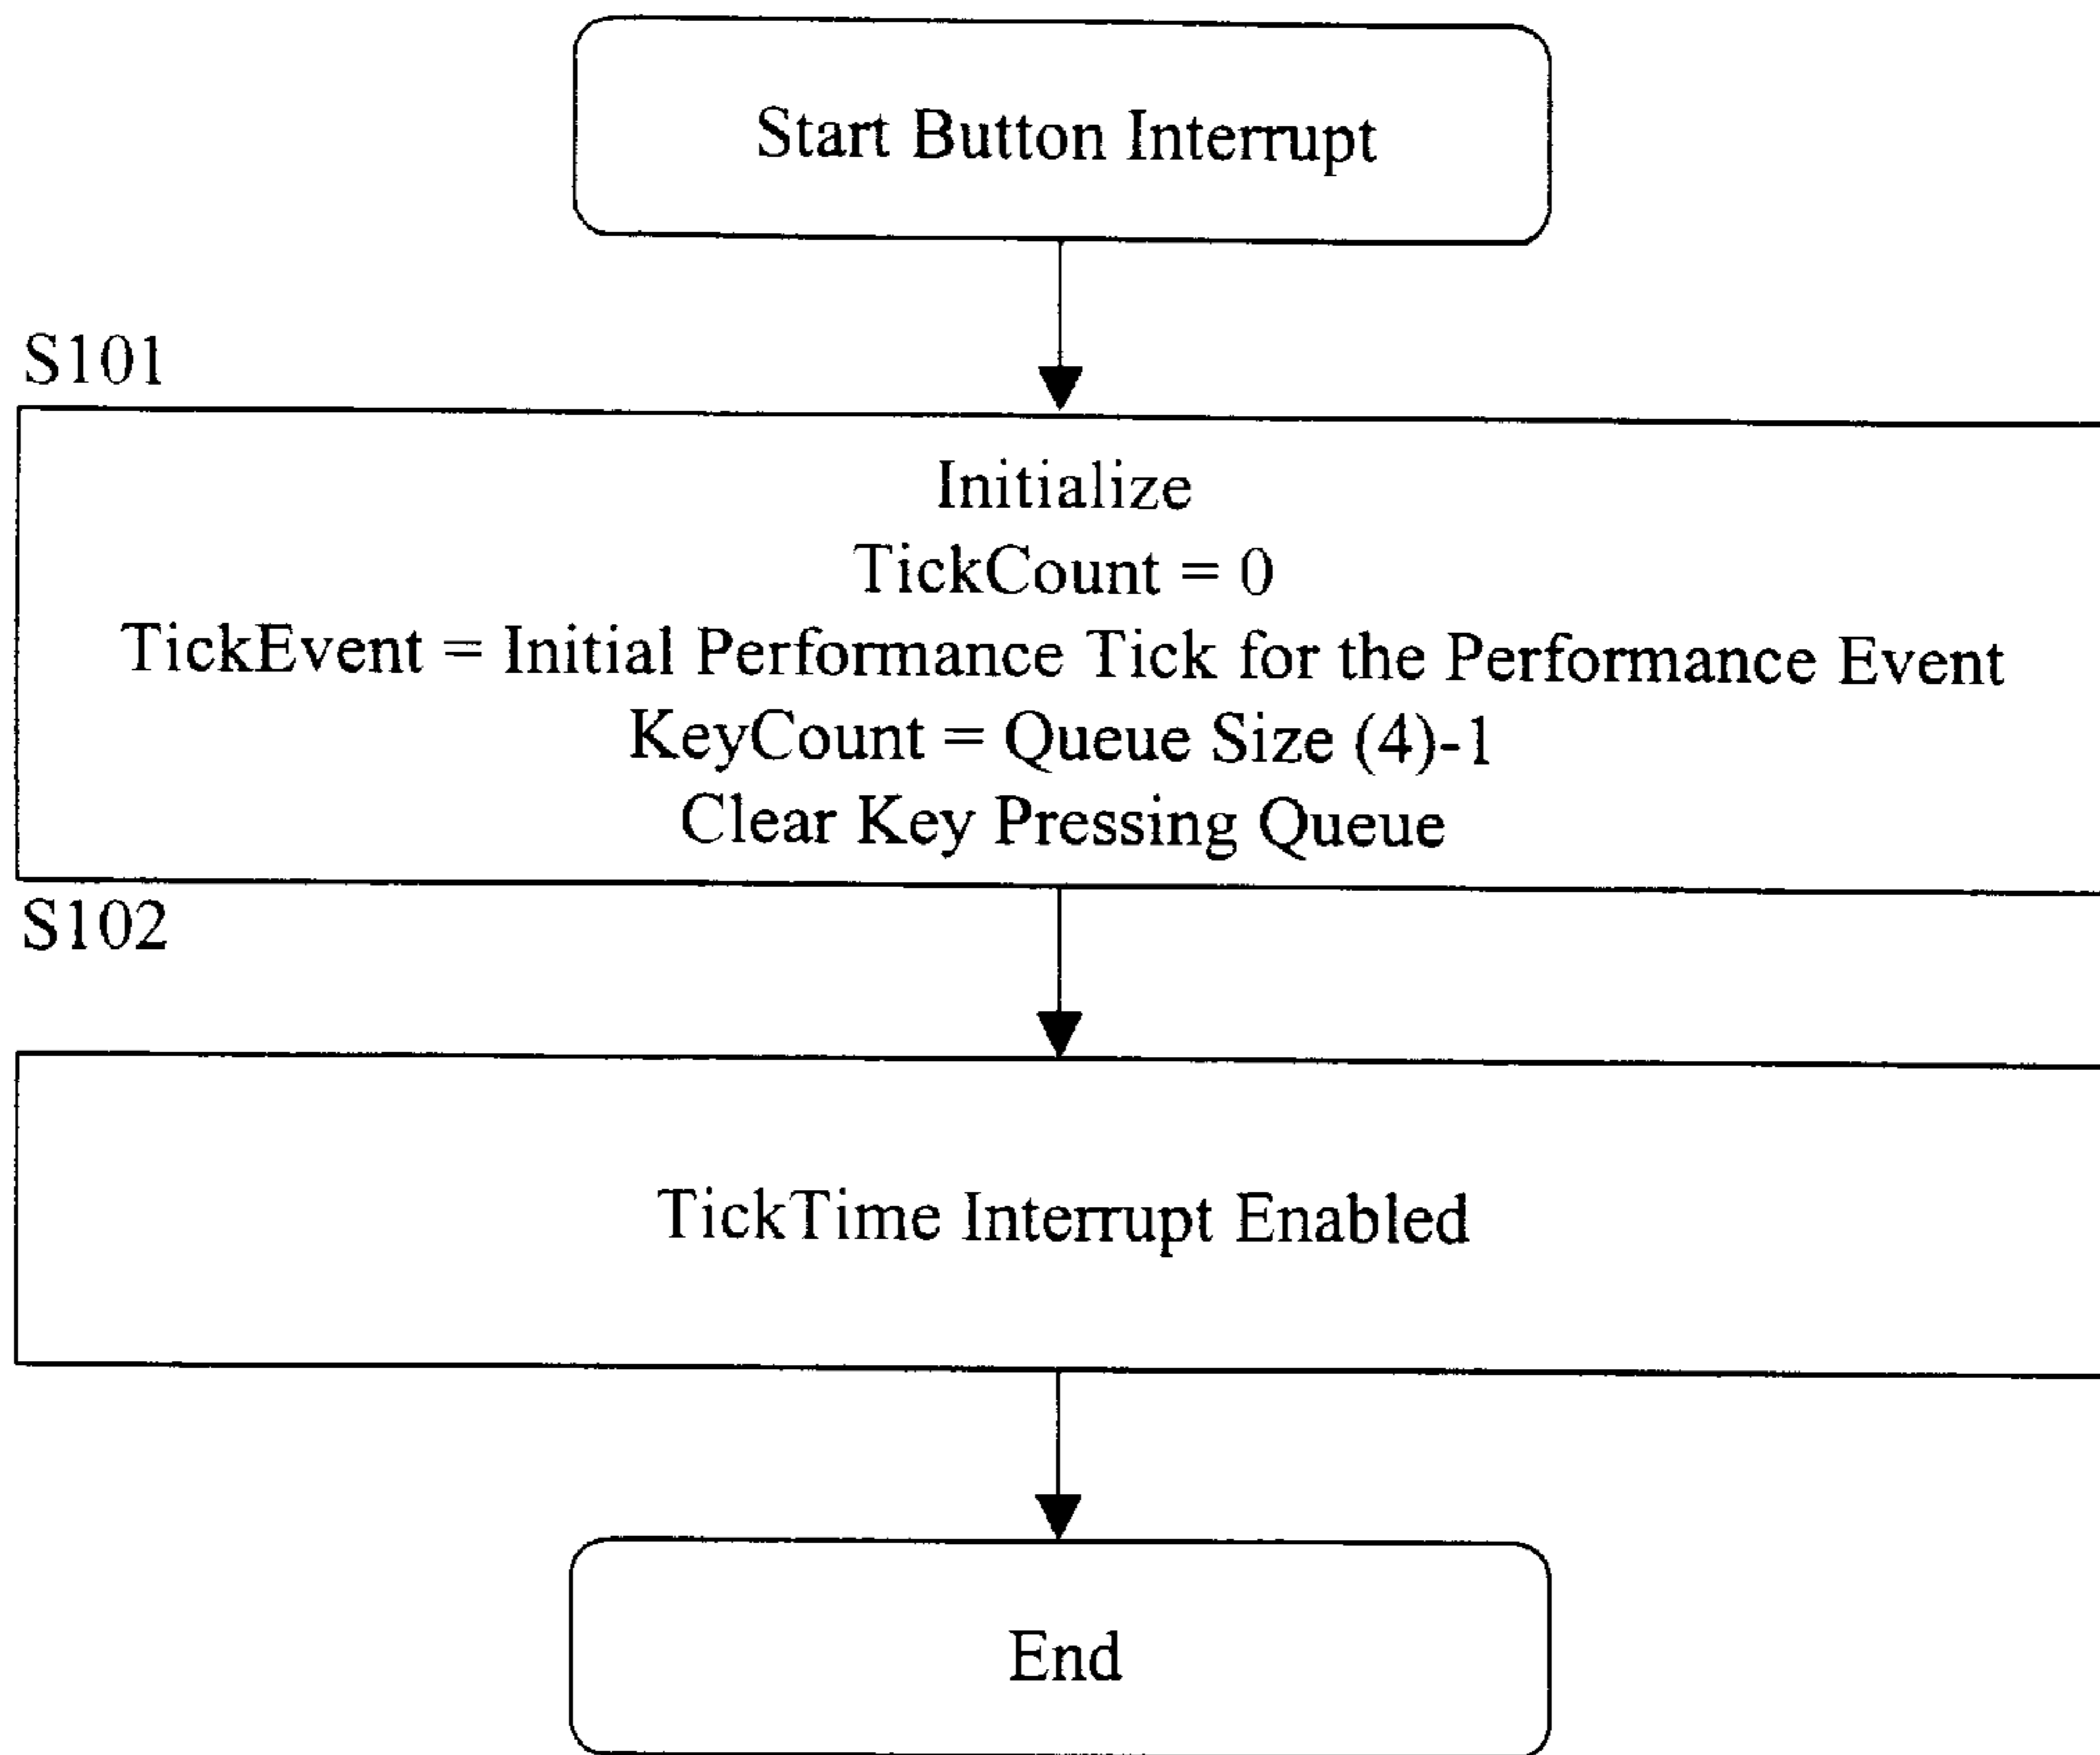 Start Button Interrupt
S101
Initialize
TickCount = 0
TickEvent = Initial Performance Tick for the Performance Event
KeyCount = Queue Size (4)-1
Clear Key Pressing Queue
S102
TickTime Interrupt Enabled
End